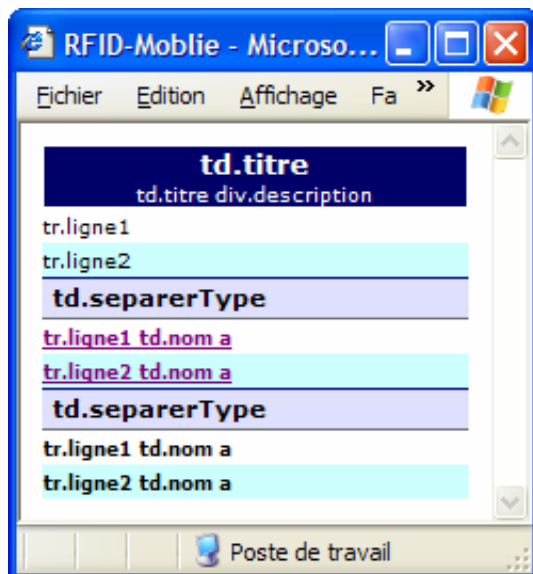 RFID-Moblie - Microso...
Fichier Edition Affichage Fa »
td.titre
td.titre div.description
tr.ligne1
tr.ligne2
td.separerType
tr.ligne1 td.nom a
tr.ligne2 td.nom a
td.separerType
tr.ligne1 td.nom a
tr.ligne2 td.nom a
Poste de travail